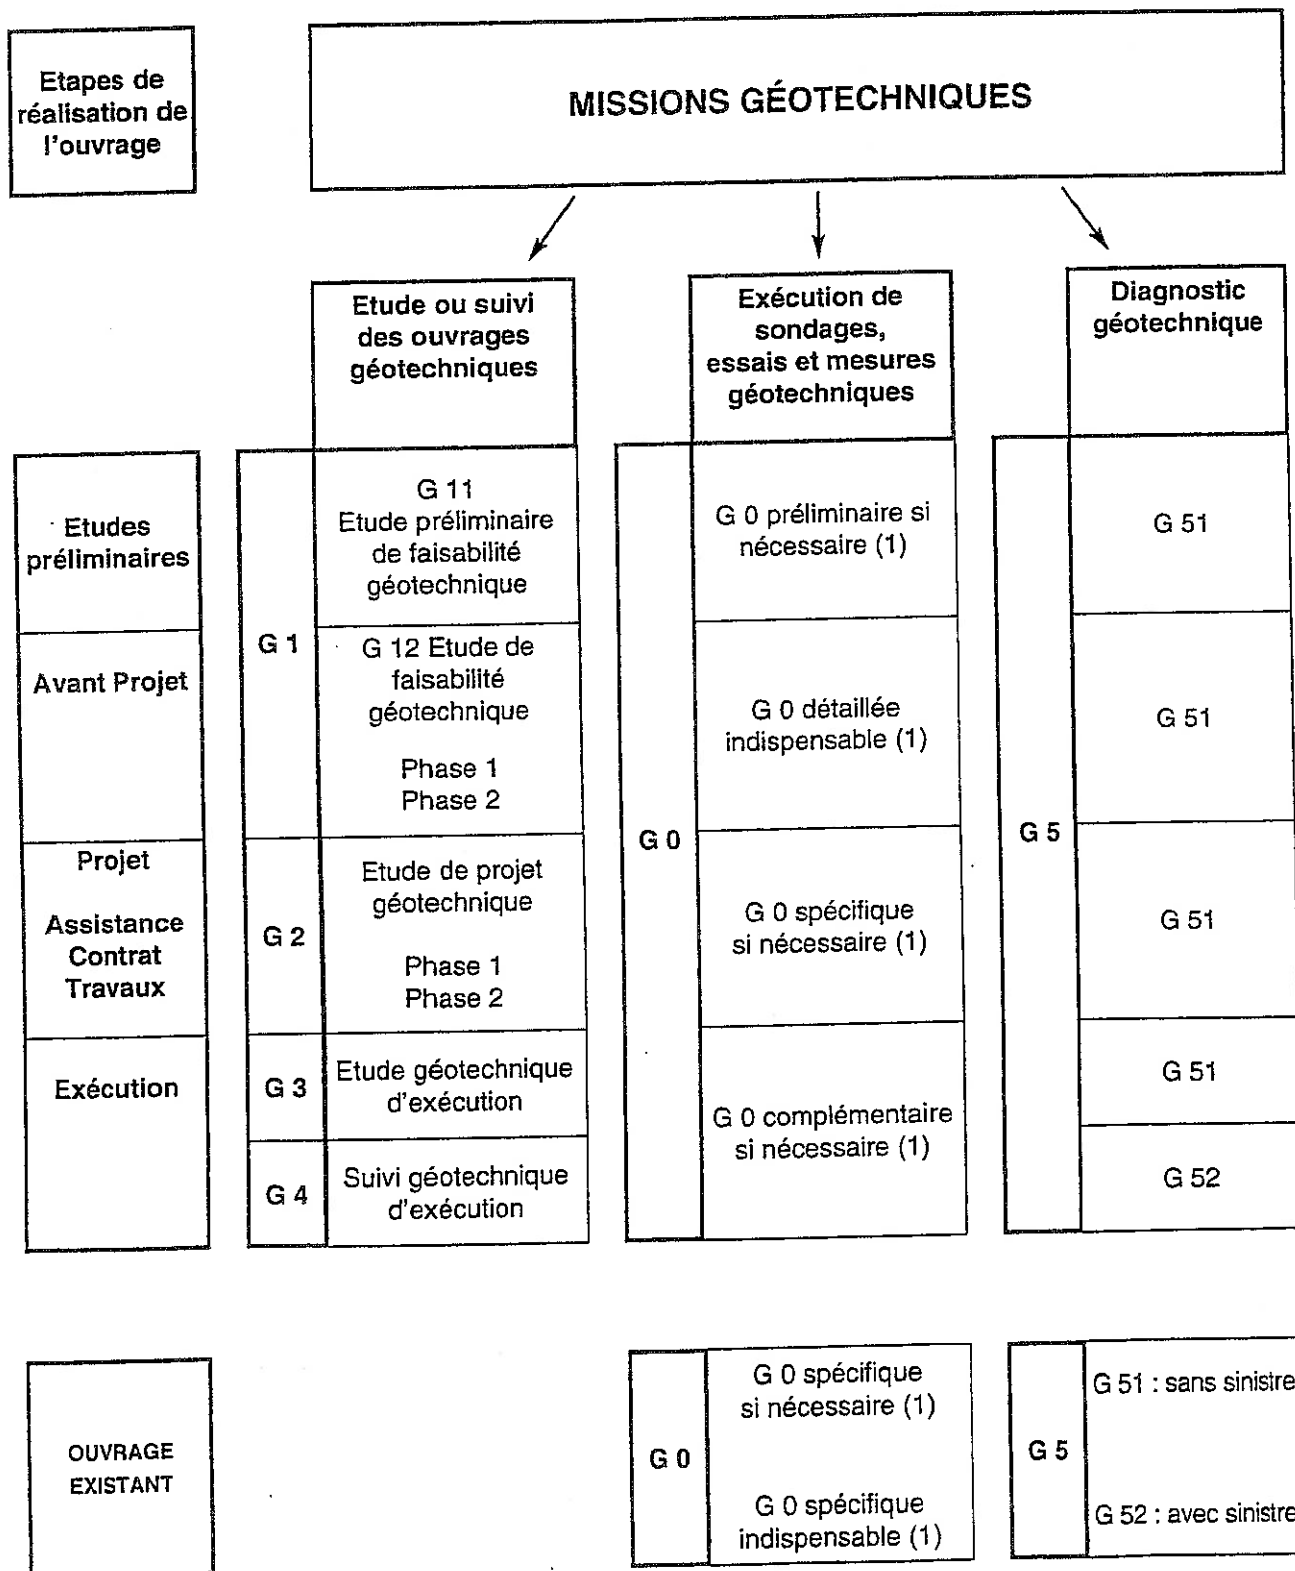 Etapes de
réalisation de
l'ouvrage
MISSIONS GÉOTECHNIQUES
Etude ou suivi
des ouvrages
géotechniques
Exécution de
sondages,
essais et mesures
géotechniques
Diagnostic
géotechnique
Etudes
préliminaires
G 1
G 11
Etude préliminaire
de faisabilité
géotechnique
G 0
G 0 préliminaire si
nécessaire (1)
G 5
G 51
Avant Projet
G 12 Etude de
faisabilité
géotechnique
Phase 1
Phase 2
G 0 détaillée
indispensable (1)
G 51
Projet
Assistance
Contrat
Travaux
G 2
Etude de projet
géotechnique
Phase 1
Phase 2
G 0 spécifique
si nécessaire (1)
G 51
Exécution
G 3
Etude géotechnique
d'exécution
G 0 complémentaire
si nécessaire (1)
G 51
G 4
Suivi géotechnique
d'exécution
G 52
OUVRAGE
EXISTANT
G 0
G 0 spécifique
si nécessaire (1)
G 0 spécifique
indispensable (1)
G 5
G 51 : sans sinistre
G 52 : avec sinistre